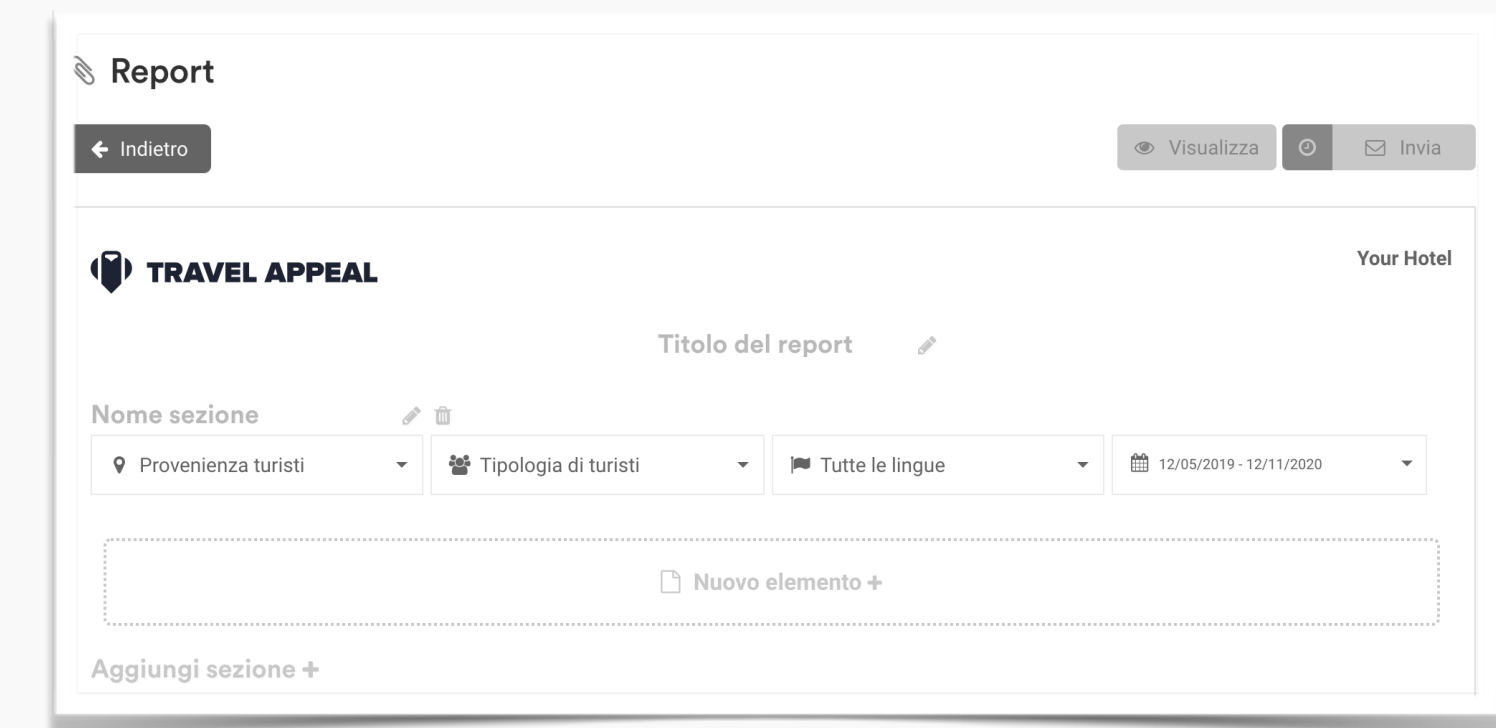 Report
Indietro
Visualizza
Invia
TRAVEL APPEAL
Your Hotel
Titolo del report
Nome sezione
Provenienza turisti
Tipologia di turisti
Tutte le lingue
12/05/2019 - 12/11/2020
Nuovo elemento +
Aggiungi sezione +